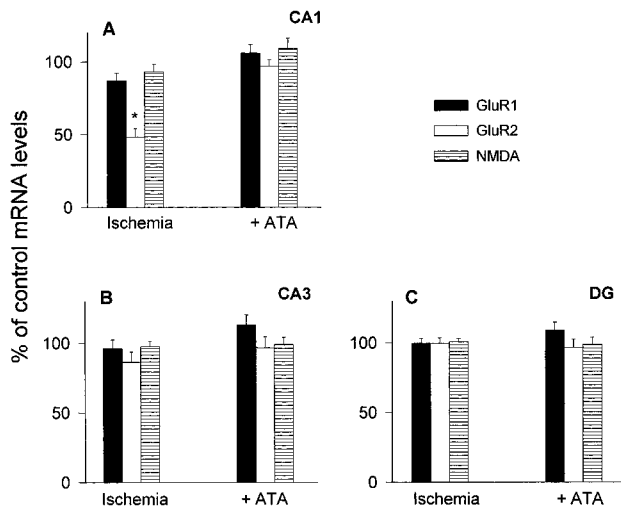 A
CA1
100
50
*
0
Ischemia
+ ATA
GluR1
GluR2
NMDA
% of control mRNA levels
B
CA3
100
50
0
Ischemia
+ ATA
C
DG
100
50
0
Ischemia
+ ATA